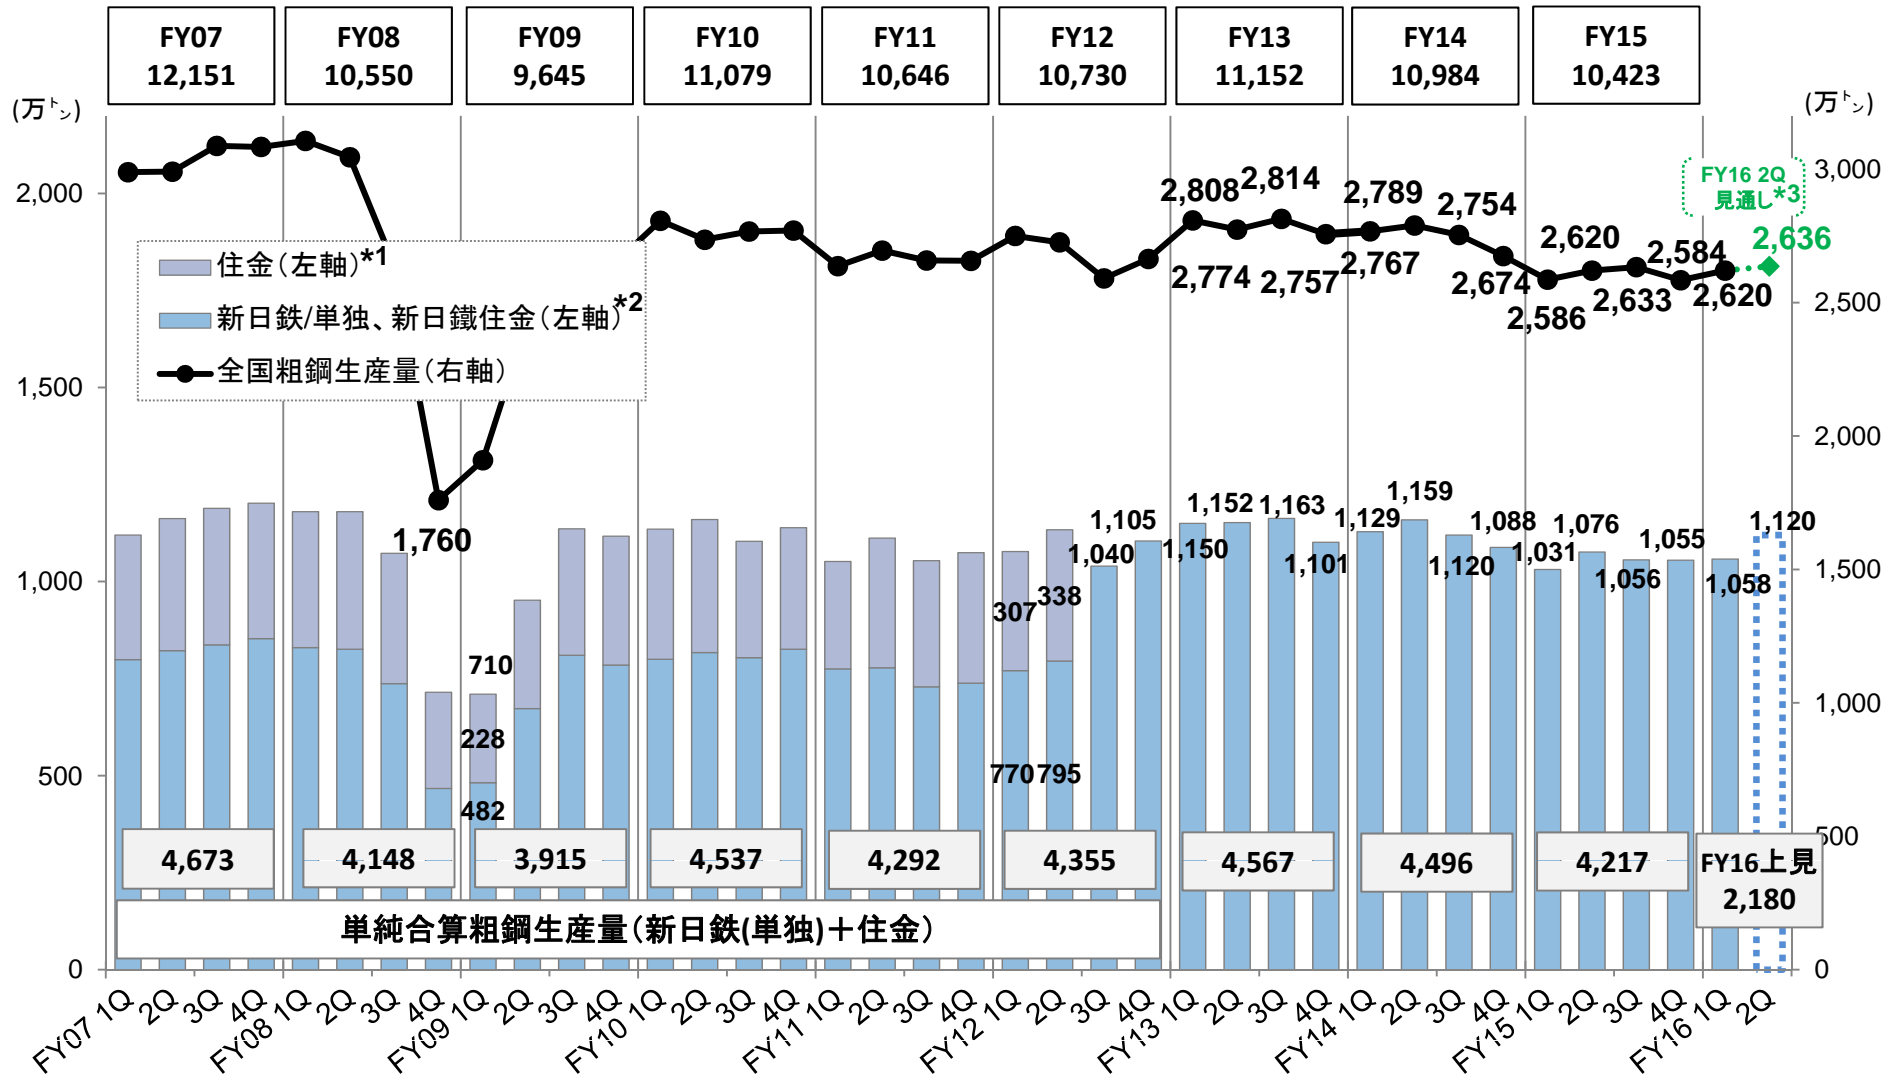 FY07
12,151
FY08
10,550
FY09
9,645
FY10
11,079
FY11
10,646
FY12
10,730
FY13
11,152
FY14
10,984
FY15
10,423
(万トン)
(万トン)
2,000
1,500
1,000
500
0
3,000
2,500
2,000
1,500
1,000
500
0
住金(左軸)*1
新日鉄/単独、新日鐵住金(左軸)*2
全国粗鋼生産量(右軸)
FY16 2Q
見通し*3
2,636
2,808
2,814
2,789
2,754
2,774
2,757
2,767
2,674
2,620
2,584
2,586
2,633
2,620
1,760
710
228
482
307
338
770
795
1,040
1,105
1,150
1,152
1,163
1,101
1,129
1,159
1,120
1,088
1,031
1,076
1,056
1,055
1,058
1,120
4,673
4,148
3,915
4,537
4,292
4,355
4,567
4,496
4,217
FY16上見
2,180
単純合算粗鋼生産量(新日鉄(単独)+住金)
FY07 1Q
2Q
3Q
4Q
FY08 1Q
2Q
3Q
4Q
FY09 1Q
2Q
3Q
4Q
FY10 1Q
2Q
3Q
4Q
FY11 1Q
2Q
3Q
4Q
FY12 1Q
2Q
3Q
4Q
FY13 1Q
2Q
3Q
4Q
FY14 1Q
2Q
3Q
4Q
FY15 1Q
2Q
3Q
4Q
FY16 1Q
2Q